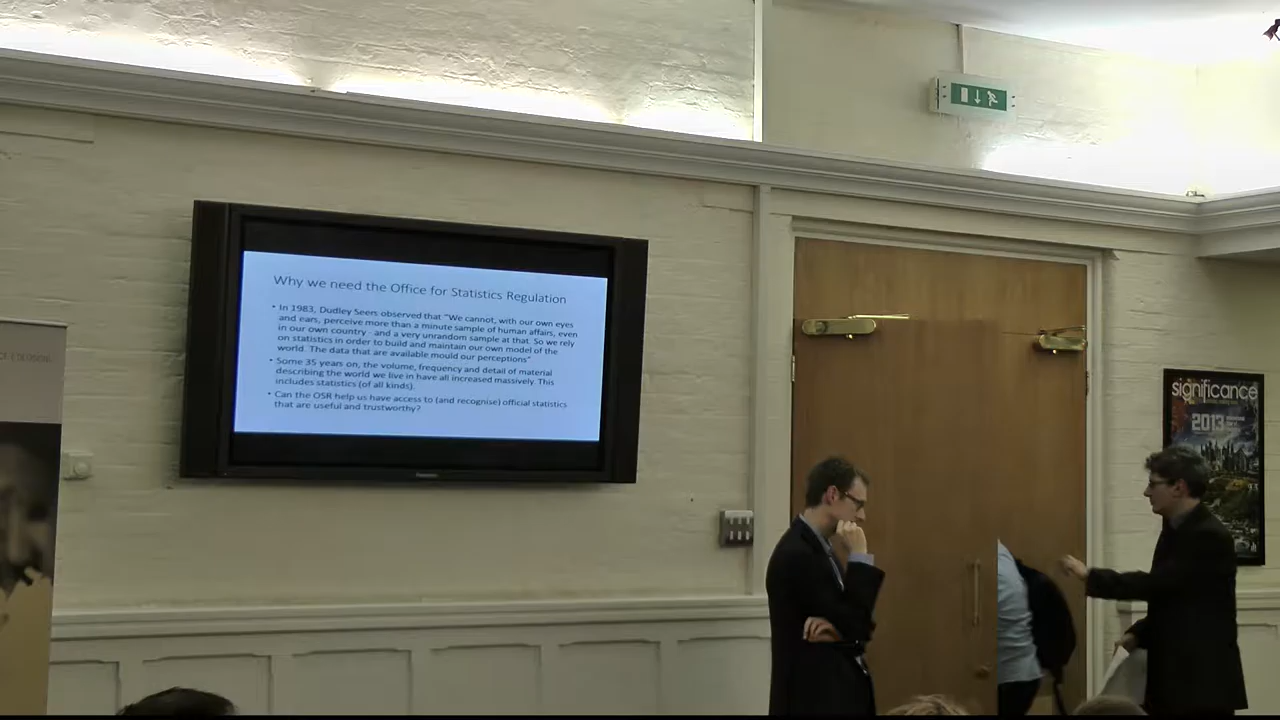 Why we need the Office for Statistics Regulation
• In 1983, Dudley Seers observed that "We cannot, with our own eyes
and ears, perceive more than a minute sample of human affairs, even
in our own country - and a very unrandom sample at that. So we rely
on statistics in order to build and maintain our own model of the
world. The data that are available mould our perceptions"
• Some 35 years on, the volume, frequency and detail of material
describing the world we live in have all increased massively. This
includes statistics (of all kinds).
• Can the OSR help us have access to (and recognise) official statistics
that are useful and trustworthy?
Panasonic
significance
2013